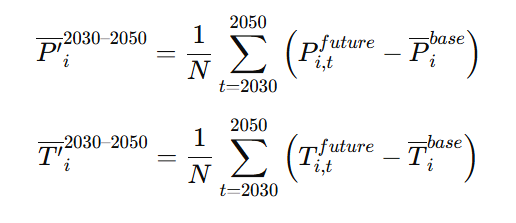 $\overline{P'}_i^{2030–2050} = \frac{1}{N} \sum_{t=2030}^{2050} \left( P_{i,t}^{future} - \overline{P}_i^{base} \right)$
$\overline{T'}_i^{2030–2050} = \frac{1}{N} \sum_{t=2030}^{2050} \left( T_{i,t}^{future} - \overline{T}_i^{base} \right)$